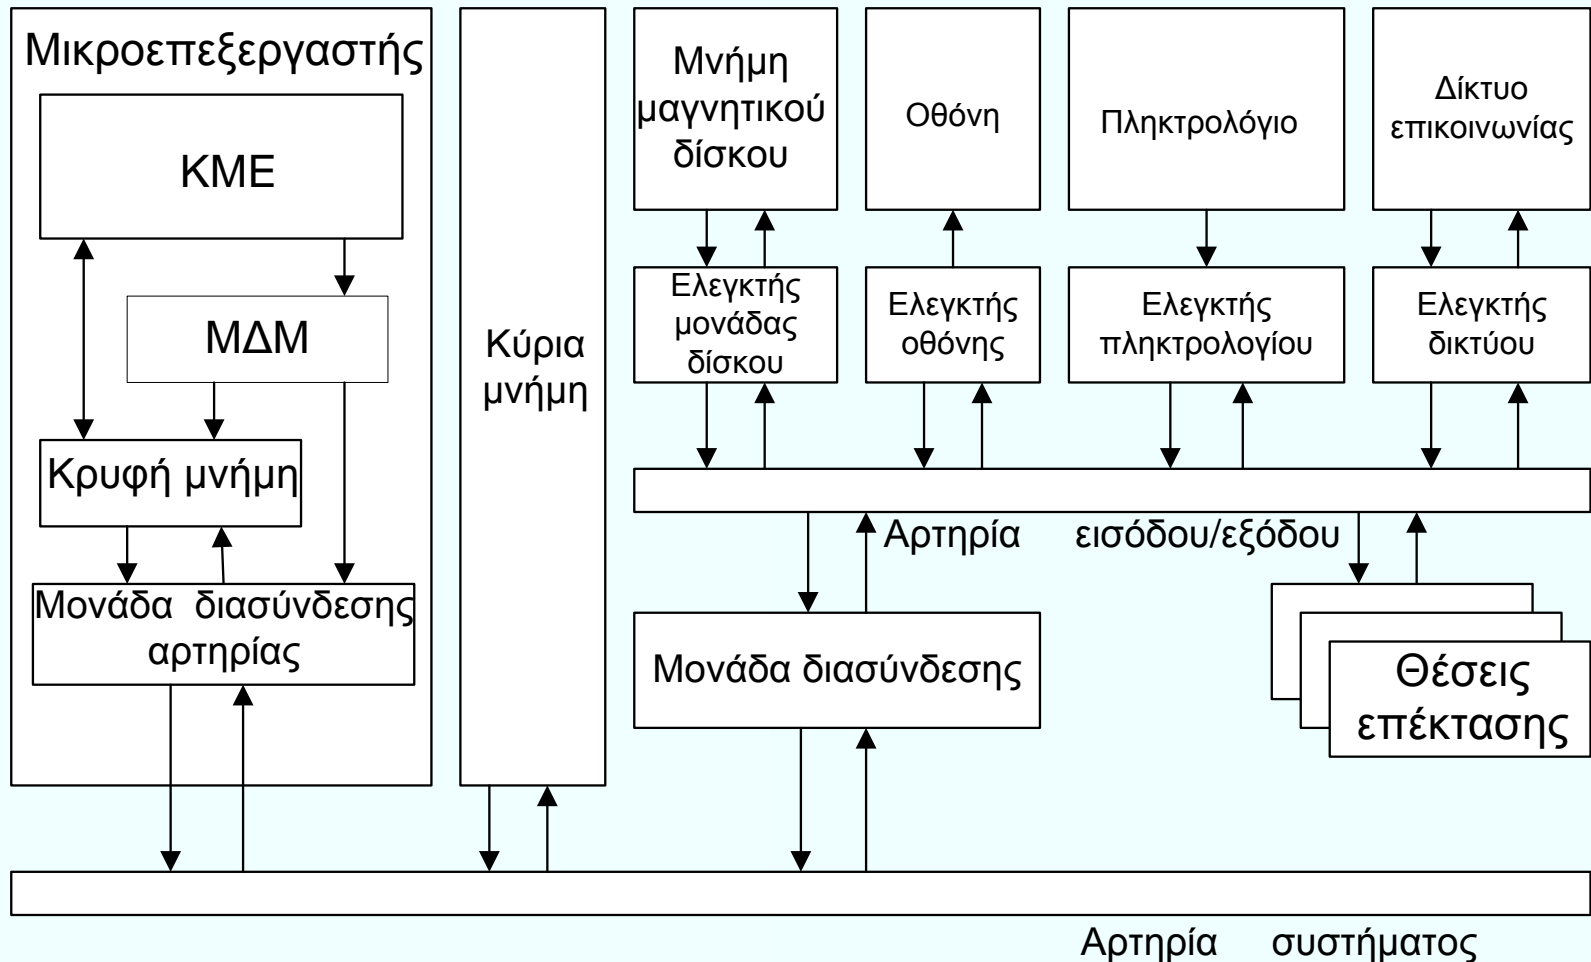 Μικροεπεξεργαστής
ΚΜΕ
ΜΔΜ
Κρυφή μνήμη
Μονάδα διασύνδεσης
αρτηρίας
Κύρια
μνήμη
Μνήμη
μαγνητικού
δίσκου
Οθόνη
Πληκτρολόγιο
Δίκτυο
επικοινωνίας
Ελεγκτής
μονάδας
δίσκου
Ελεγκτής
οθόνης
Ελεγκτής
πληκτρολογίου
Ελεγκτής
δικτύου
Αρτηρία εισόδου/εξόδου
Μονάδα διασύνδεσης
Θέσεις
επέκτασης
Αρτηρία συστήματος